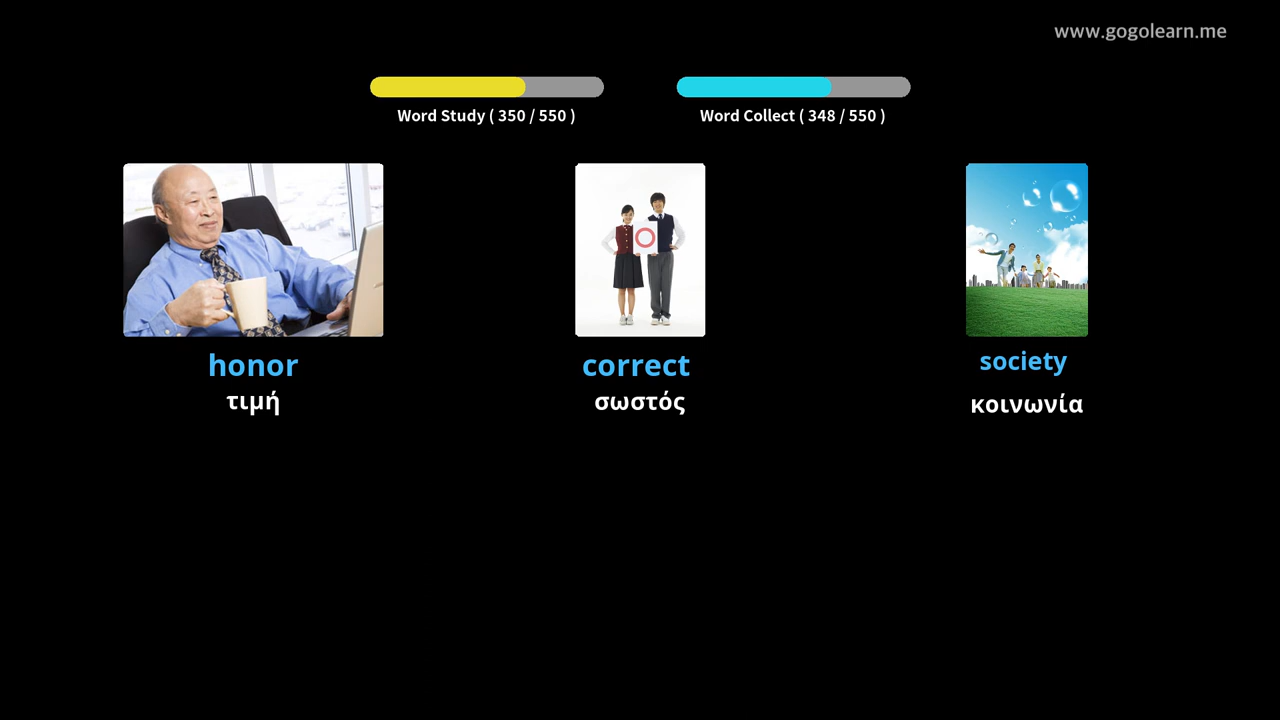 www.gogolearn.me
Word Study ( 350 / 550 )
Word Collect ( 348 / 550 )
honor
τιμή
correct
σωστός
society
κοινωνία